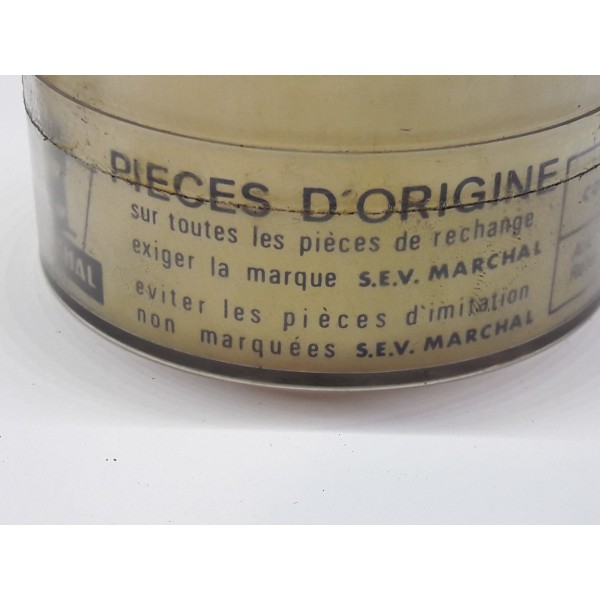 PIECES D'ORIGINE
sur toutes les pièces de rechange
exiger la marque S.E.V. MARCHAL
eviter les pièces d'imitation
non marquées S.E.V. MARCHAL